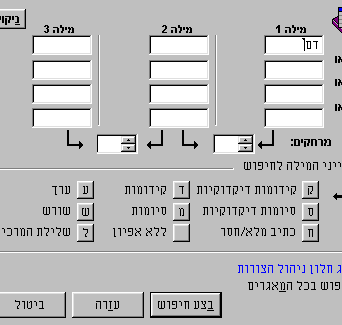 ניקוי
מילה 1 מילה 2 מילה 3
דם
או
או
או
מרחקים:
ייני המילה לחיפוש
ק קידומות דיקדוקיות ד קידומות ע ערך
ס סיומות דיקדוקיות מ סיומות ש שורש
ח כתיב מלא/חסר ללא אפיון ל שלילת המרכי
ג חלון ניהול הצורות
פוש בכל המאגרים
בצע חיפוש עזרה ביטול